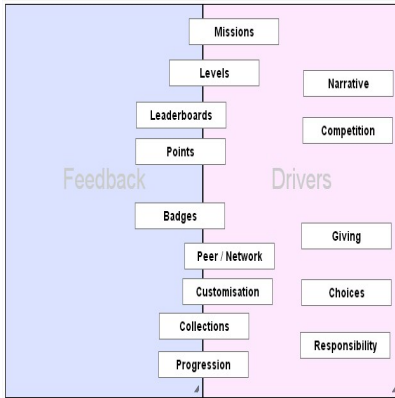 Missions
Levels
Narrative
Leaderboards
Competition
Points
Feedback
Drivers
Badges
Giving
Peer / Network
Customisation
Choices
Collections
Responsibility
Progression